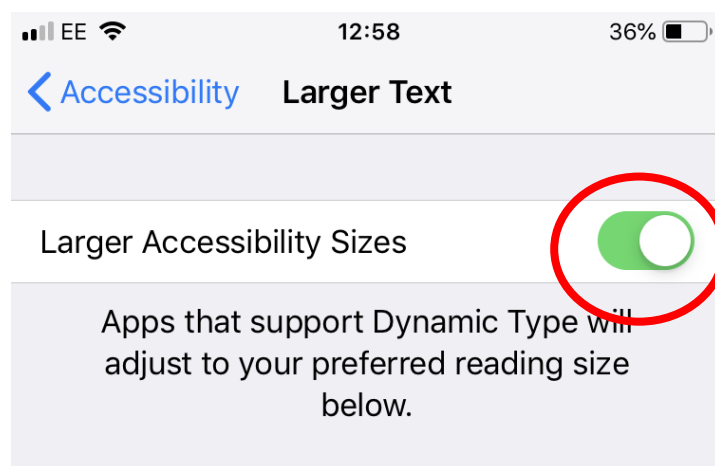 EE 12:58 36%
Accessibility Larger Text
Larger Accessibility Sizes
Apps that support Dynamic Type will
adjust to your preferred reading size
below.